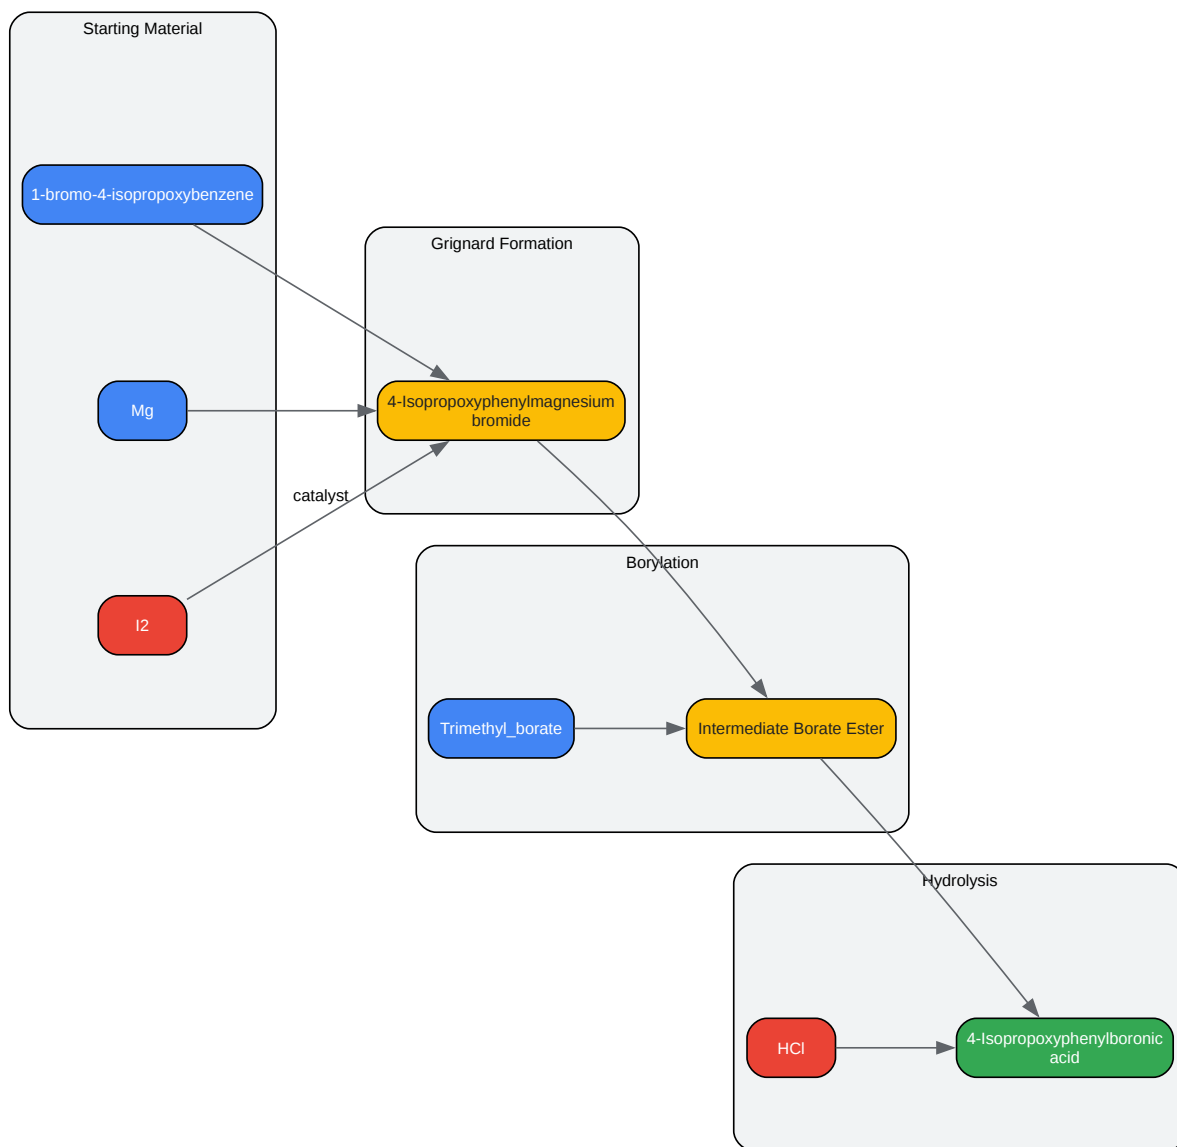 Starting Material
1-bromo-4-isopropoxybenzene
Mg
I2
catalyst
Grignard Formation
4-Isopropoxyphenylmagnesium
bromide
Borylation
Trimethyl_borate
Intermediate Borate Ester
Hydrolysis
HCl
4-Isopropoxyphenylboronic
acid